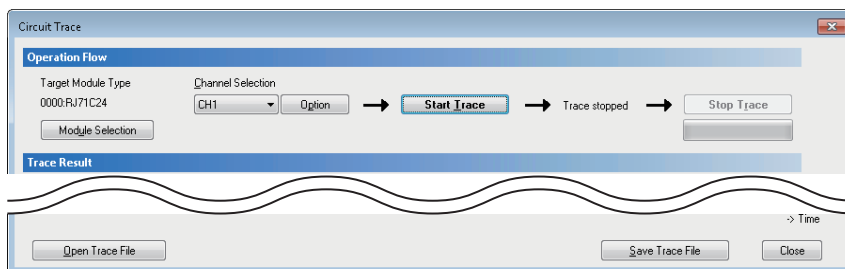 Circuit Trace
Operation Flow
Target Module Type
Channel Selection
0000:RJ71C24
CH1
Option
Start Trace
Trace stopped
Stop Trace
Module Selection
Trace Result
-> Time
Open Trace File
Save Trace File
Close